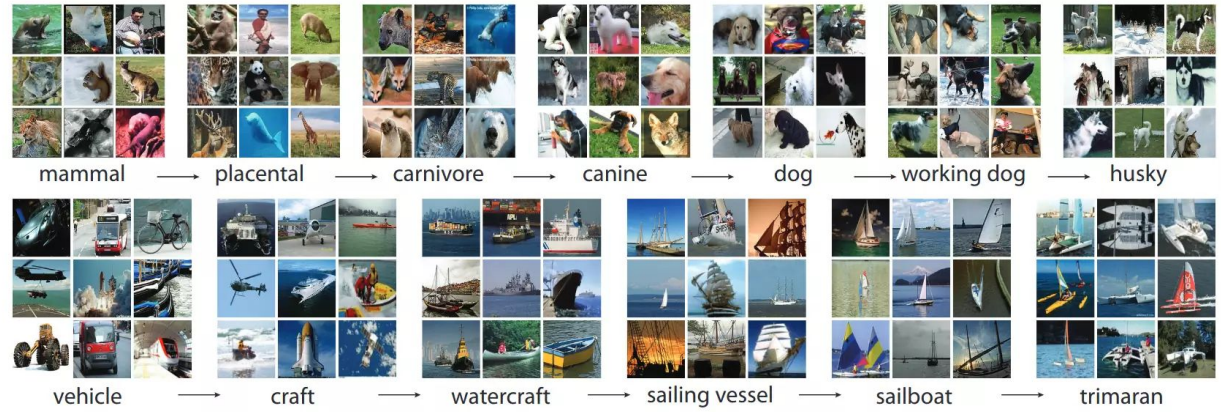 mammal → placental → carnivore → canine → dog → working dog → husky
vehicle → craft → watercraft → sailing vessel → sailboat → trimaran